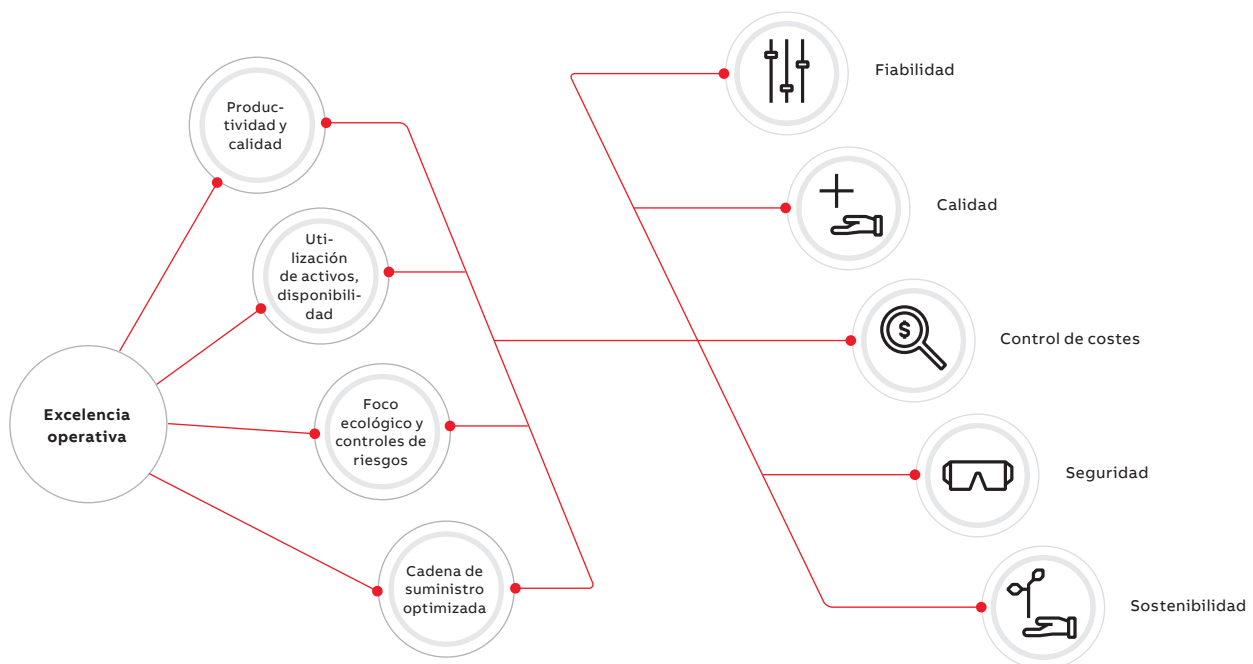 Excelencia
operativa
Produc-
tividad y
calidad
Uti-
lización
de activos,
disponibili-
dad
Foco
ecológico y
controles de
riesgos
Cadena de
suministro
optimizada
Fiabilidad
Calidad
$
Control de costes
Seguridad
Sostenibilidad